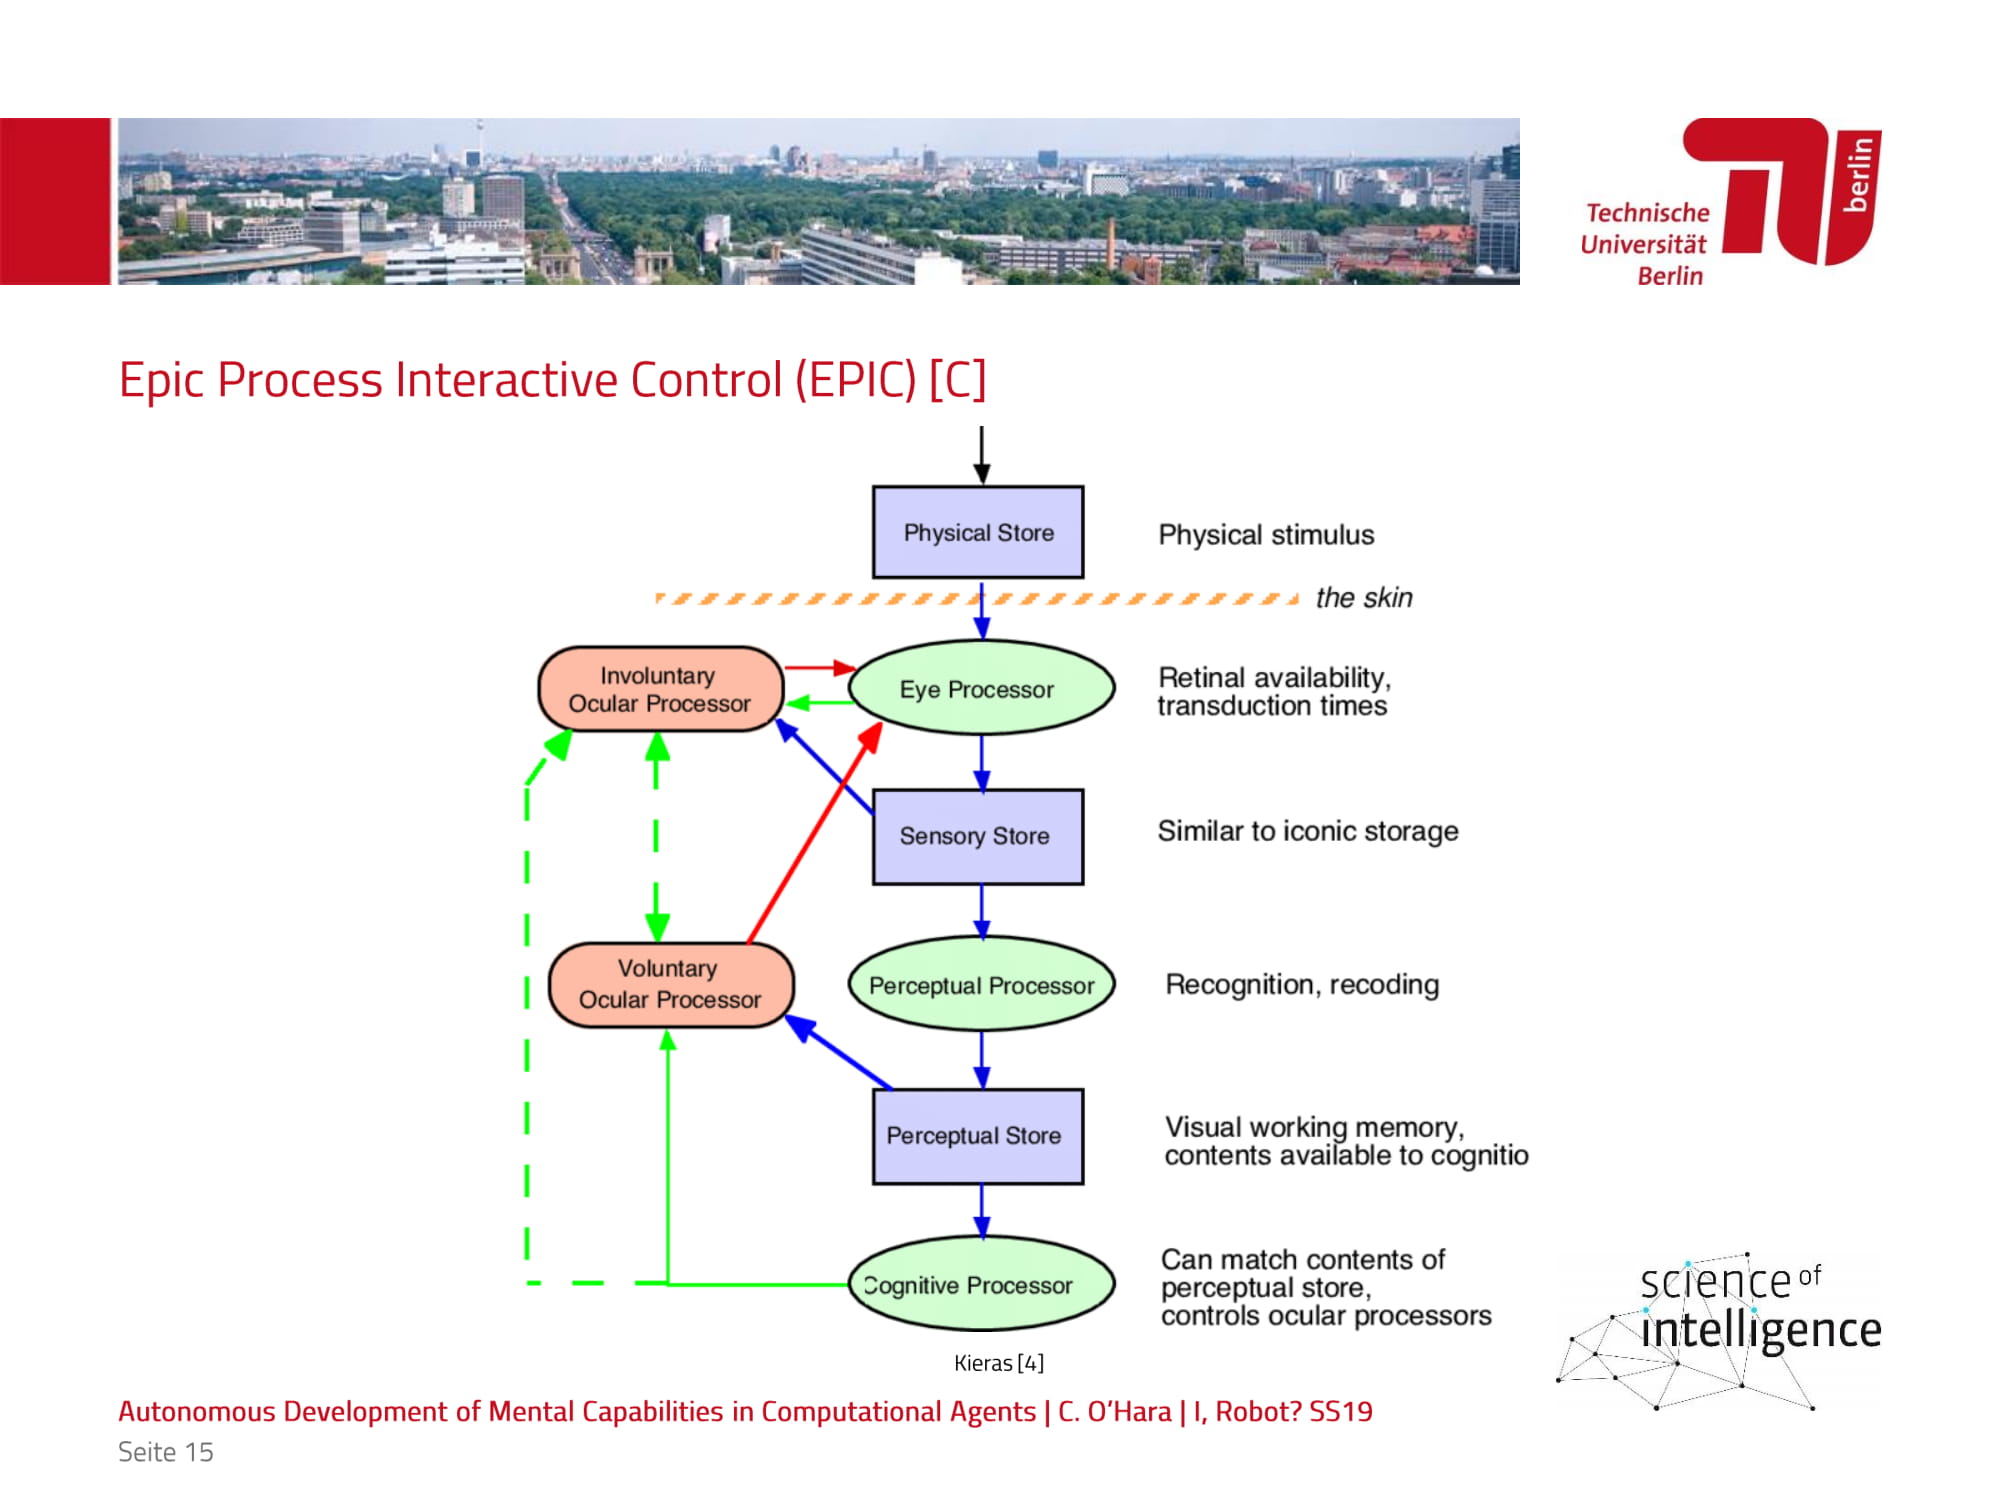 berlin
Technische
Universität
Berlin
Epic Process Interactive Control (EPIC) [C]
Physical Store
Physical stimulus
the skin
Involuntary
Ocular Processor
Eye Processor
Retinal availability,
transduction times
Sensory Store
Similar to iconic storage
Voluntary
Ocular Processor
Perceptual Processor
Recognition, recoding
Perceptual Store
Visual working memory,
contents available to cognitio
Cognitive Processor
Can match contents of
perceptual store,
controls ocular processors
Kieras [4]
science of
intelligence
Autonomous Development of Mental Capabilities in Computational Agents | C. O'Hara | I, Robot? SS19
Seite 15